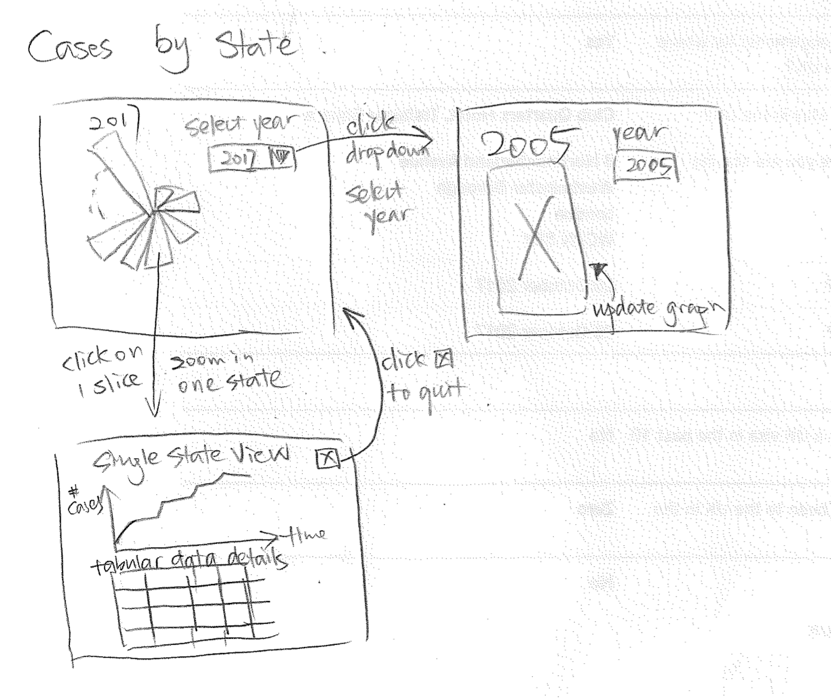 Cases by State.
2017
select year
2017
click
dropdown
select
year
2005
year
2005
X
update graph
click on
1 slice
zoom in
one state
click X
to quit
Single State View X
# Cases
time
tabular data details